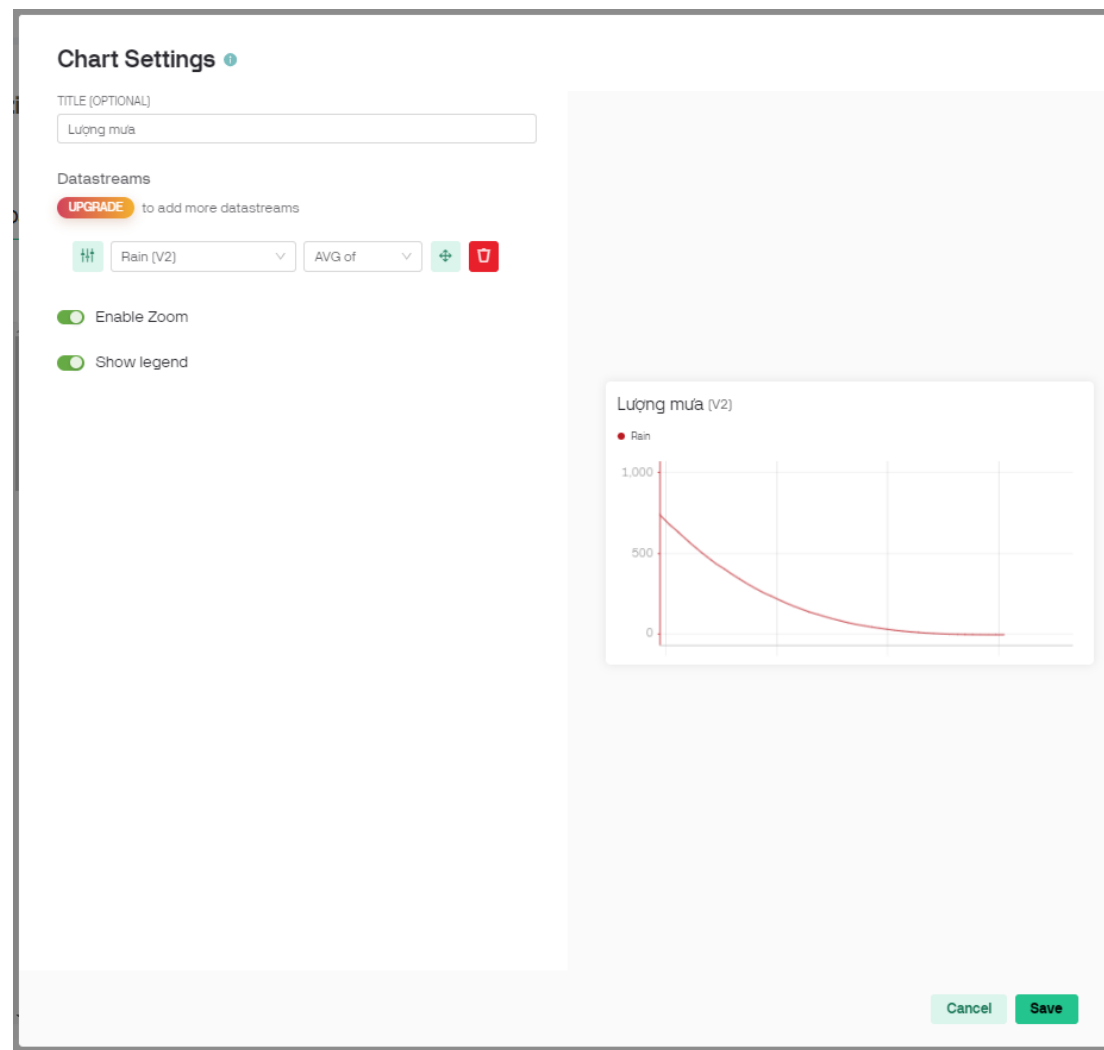 Chart Settings
TITLE (OPTIONAL)
Lượng mưa
Datastreams
UPGRADE to add more datastreams
Rain (V2) AVG of
Enable Zoom
Show legend
Lượng mưa (V2)
Rain
1,000
500
0
Cancel Save